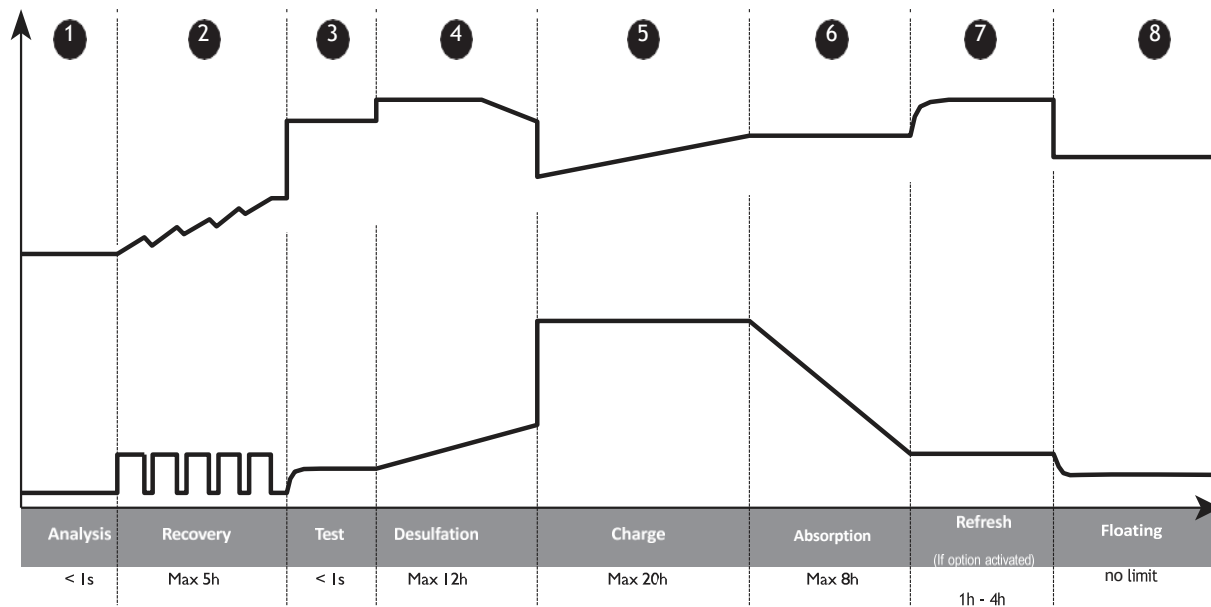 1 2 3 4 5 6 7 8
Analysis Recovery Test Desulfation Charge Absorption Refresh Floating
(If option activated)
< 1s Max 5h < 1s Max 12h Max 20h Max 8h no limit
1h - 4h